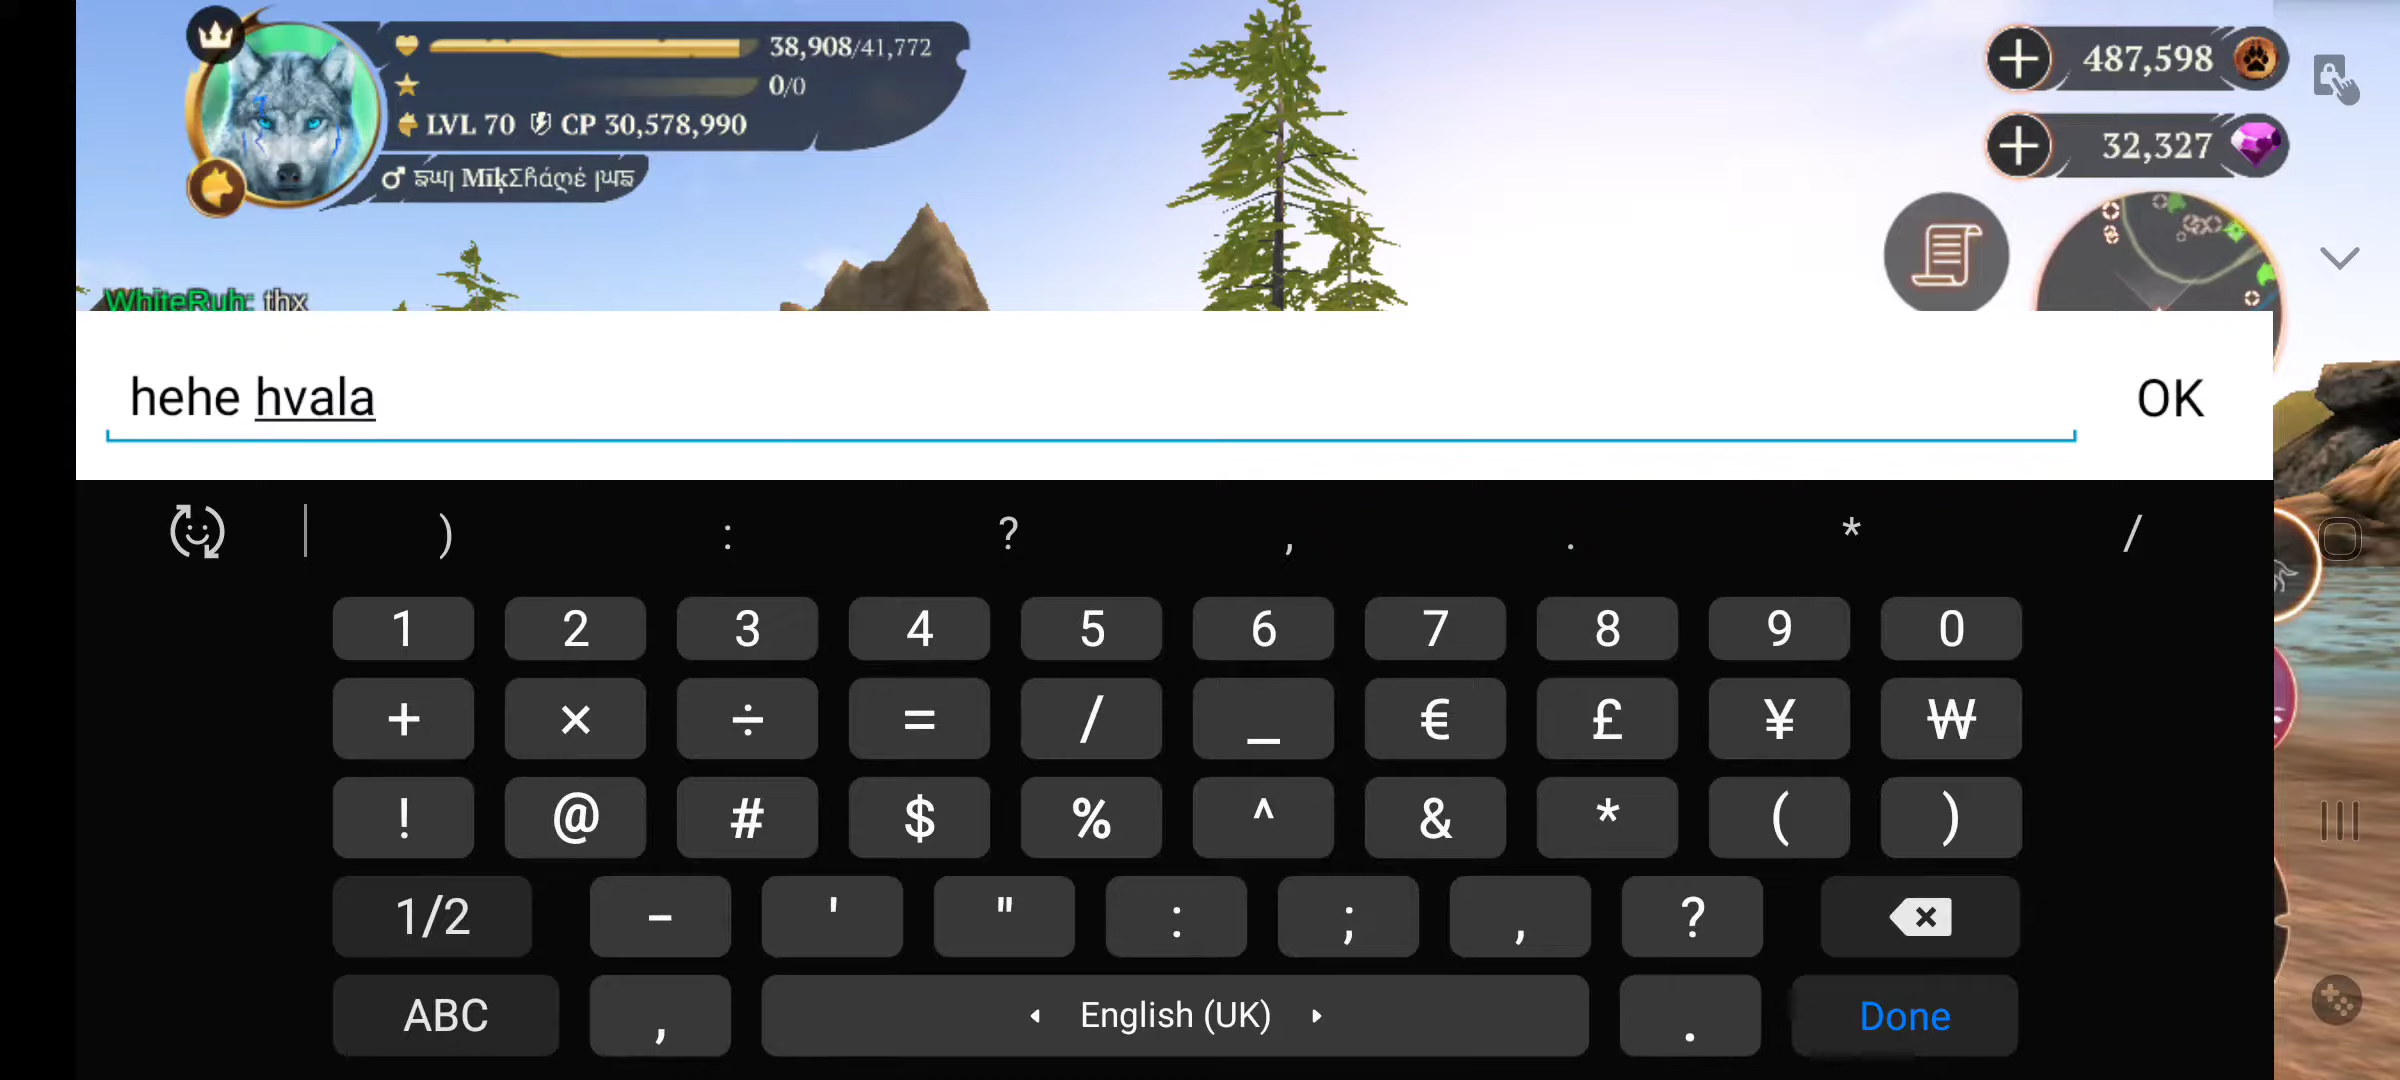 38,908/41,772
0/0
LVL 70 CP 30,578,990
487,598
32,327
WhiteRuh: thx
hehe hvala
OK
) : ? , . * /
1 2 3 4 5 6 7 8 9 0
+ × ÷ = / _ € £ ¥ ₩
! @ # $ % ^ & * ( )
1/2 - ' " : ; , ?
ABC , English (UK) . Done